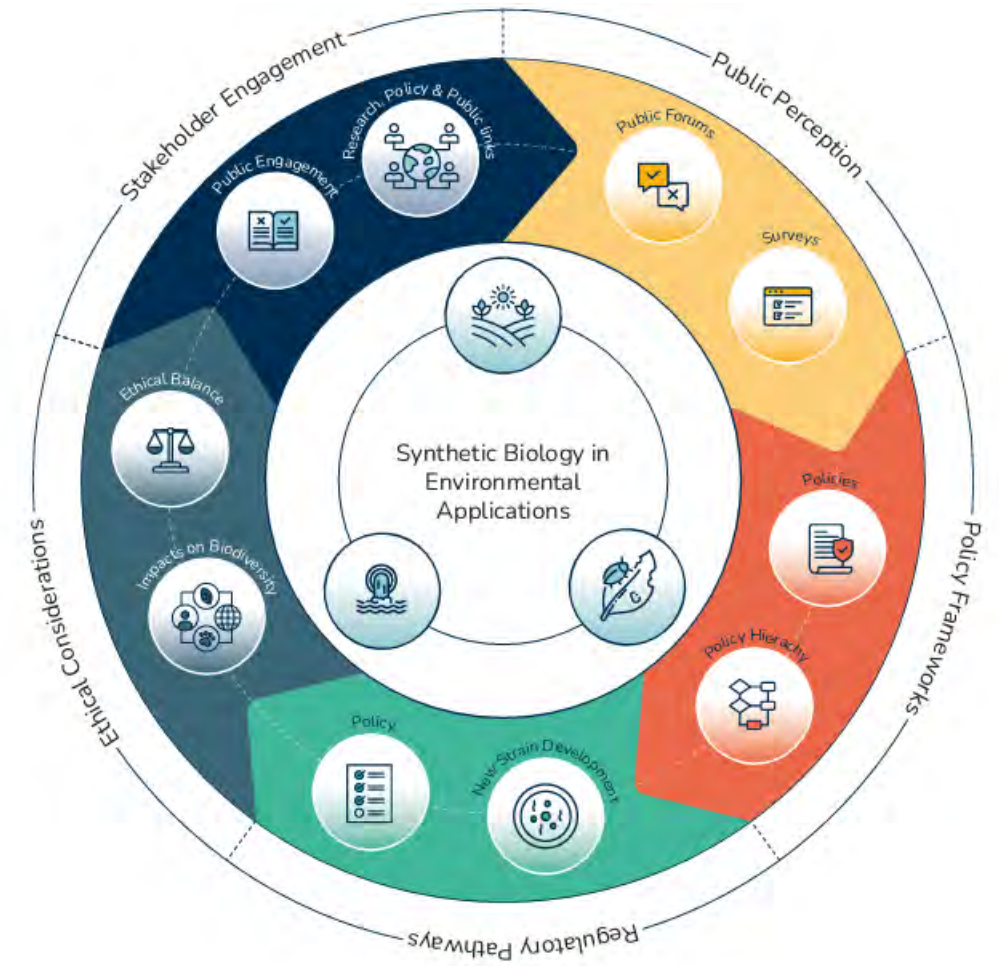 Stakeholder Engagement
Public Perception
Policy Frameworks
Regulatory Pathways
Ethical Considerations
Research, Policy & Public links
Public Engagement
Public Forums
Surveys
Policies
Policy Hierachy
New-Strain Development
Policy
Impacts on Biodiversity
Ethical Balance
Synthetic Biology in
Environmental
Applications